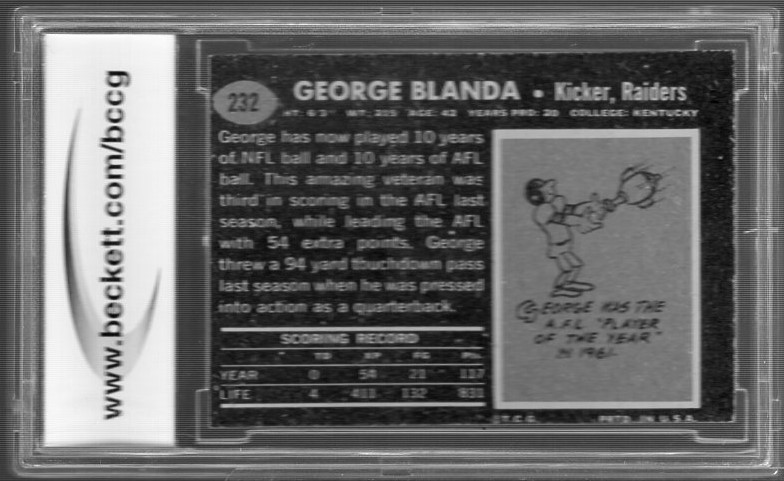 www.beckett.com/bccg
232
GEORGE BLANDA • Kicker, Raiders
HT: 6'2" WT: 215 AGE: 42 YEARS PRO: 20 COLLEGE: KENTUCKY
George has now played 10 years
of NFL ball and 10 years of AFL
ball. This amazing veteran was
third in scoring in the AFL last
season, while leading the AFL
with 54 extra points. George
threw a 94 yard touchdown pass
last season when he was pressed
into action as a quarterback.
SCORING RECORD
TD XP FG Pts.
YEAR 0 54 21 117
LIFE 4 411 132 831
GEORGE WAS THE
A.F.L. "PLAYER
OF THE YEAR"
IN 1961.
T.C.G. PRTD. IN U.S.A.